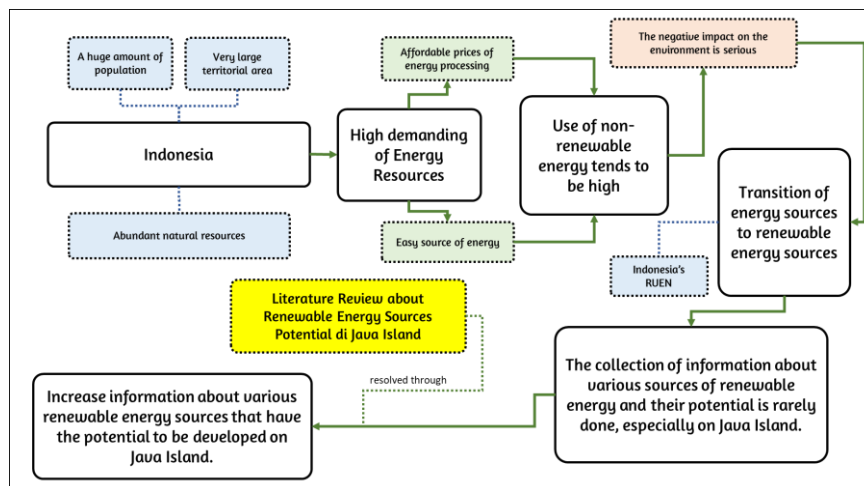 A huge amount of
population
Very large
territorial area
Indonesia
Abundant natural resources
High demanding
of Energy
Resources
Affordable prices of
energy processing
Easy source of energy
Use of non-
renewable
energy tends to
be high
The negative impact on the
environment is serious
Transition of
energy sources
to renewable
energy sources
Indonesia's
RUEN
The collection of information about
various sources of renewable
energy and their potential is rarely
done, especially on Java Island.
Literature Review about
Renewable Energy Sources
Potential di Java Island
resolved through
Increase information about various
renewable energy sources that have
the potential to be developed on
Java Island.